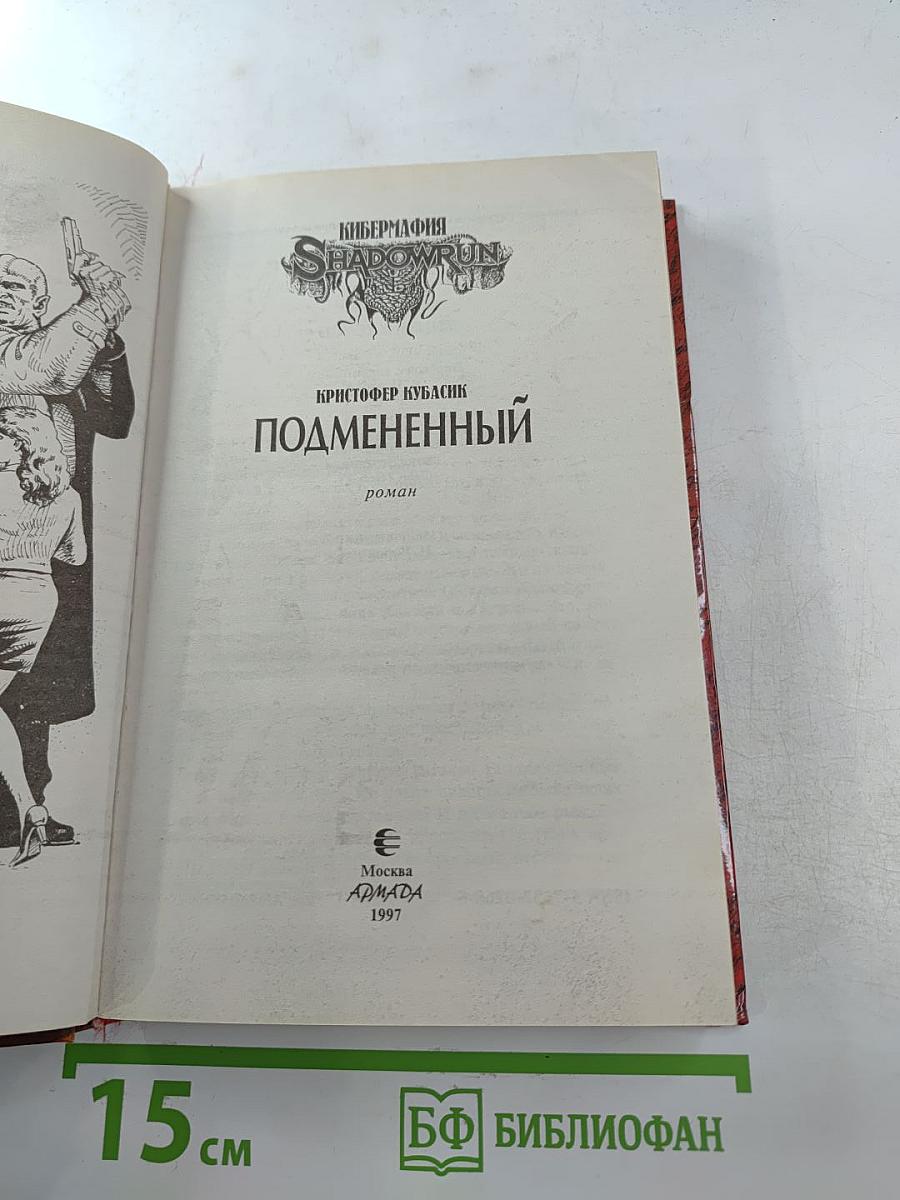 КИБЕРМАФИЯ
SHADOWRUN
КРИСТОФЕР КУБАСИК
ПОДМЕНЕННЫЙ
роман
Москва
АРМАДА
1997
15 см
БФ БИБЛИОФАН